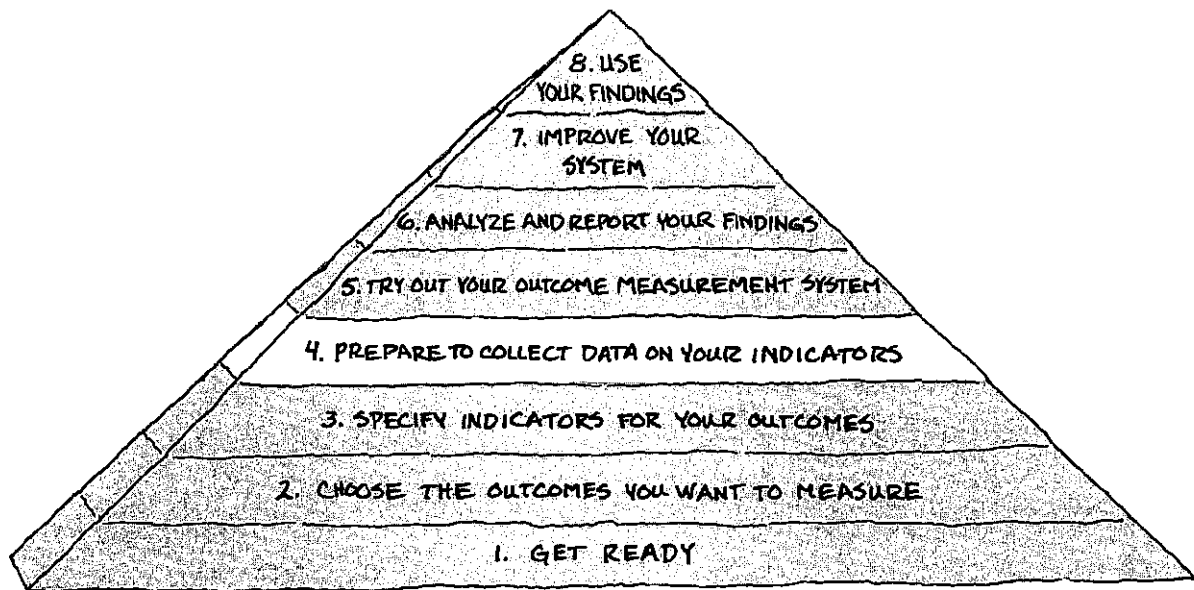 8. USE
YOUR FINDINGS
7. IMPROVE YOUR
SYSTEM
6. ANALYZE AND REPORT YOUR FINDINGS
5. TRY OUT YOUR OUTCOME MEASUREMENT SYSTEM
4. PREPARE TO COLLECT DATA ON YOUR INDICATORS
3. SPECIFY INDICATORS FOR YOUR OUTCOMES
2. CHOOSE THE OUTCOMES YOU WANT TO MEASURE
1. GET READY